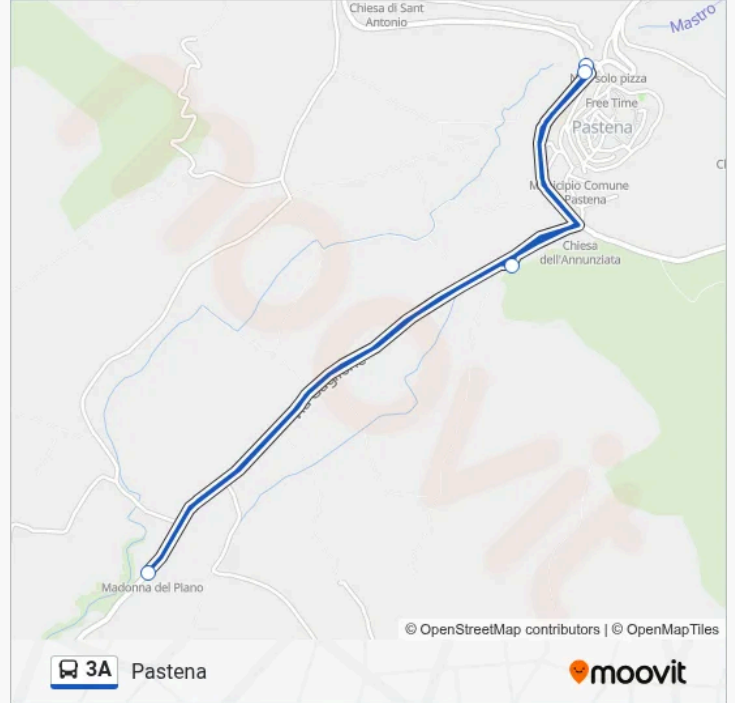 Chiesa di Sant
Antonio
Mastro
solo pizza
Free Time
Pastena
Comune
Pastena
Chiesa
dell'Annunziata
Madonna del Piano
© OpenStreetMap contributors | © OpenMapTiles
3A Pastena
moovit